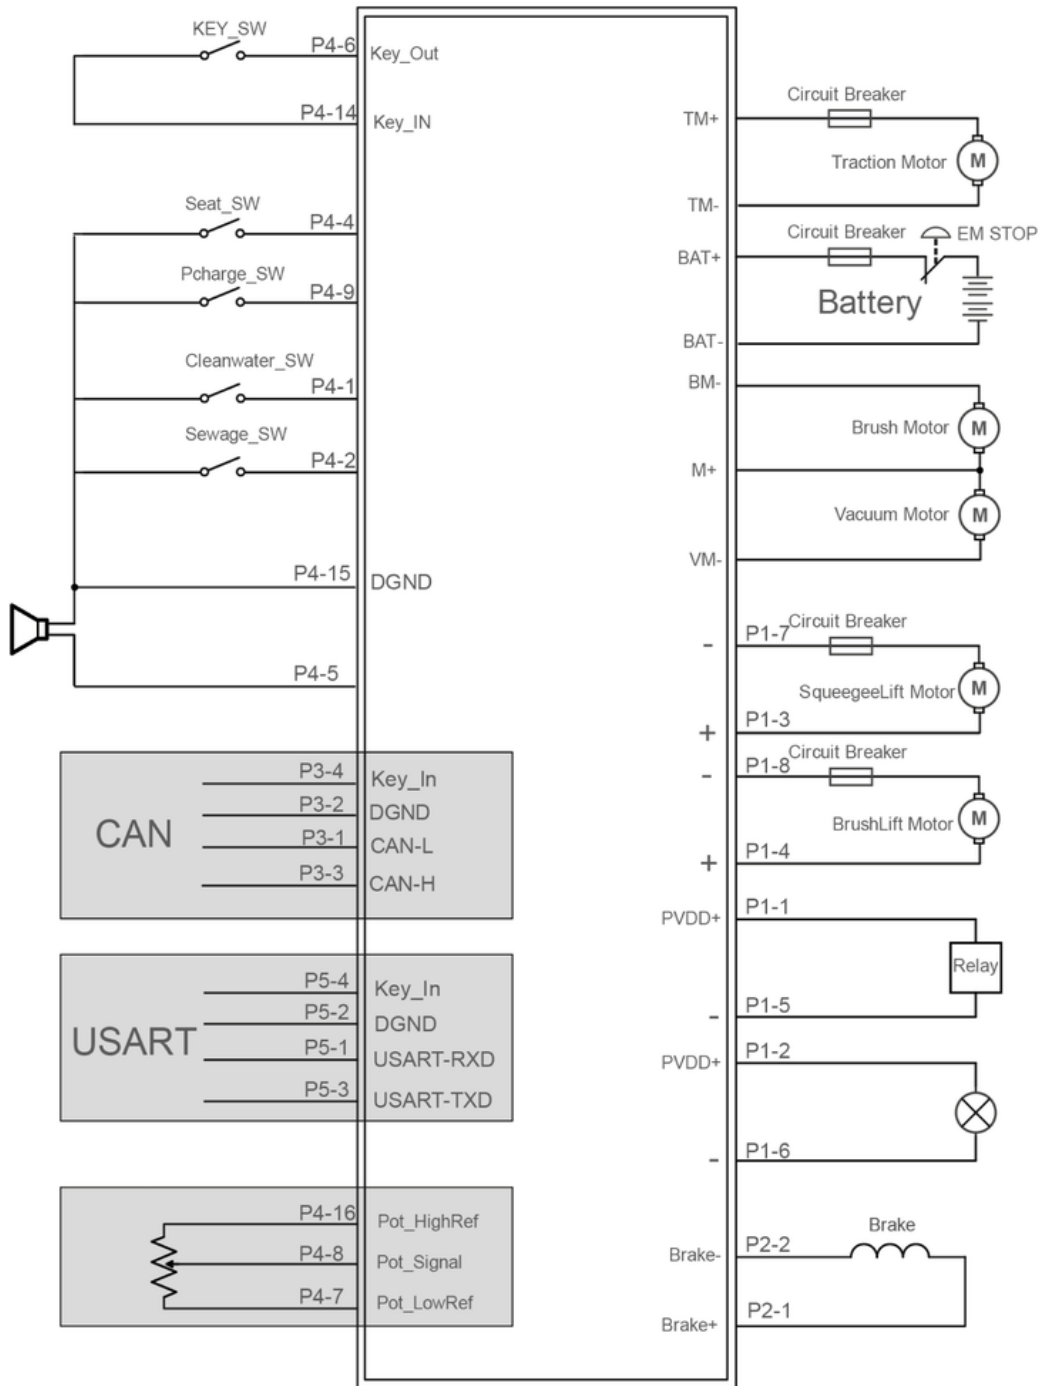 KEY_SW
P4-6
Key_Out
P4-14
Key_IN
Seat_SW
P4-4
Pcharge_SW
P4-9
Cleanwater_SW
P4-1
Sewage_SW
P4-2
P4-15
DGND
P4-5
CAN
P3-4
Key_In
P3-2
DGND
P3-1
CAN-L
P3-3
CAN-H
USART
P5-4
Key_In
P5-2
DGND
P5-1
USART-RXD
P5-3
USART-TXD
P4-16
Pot_HighRef
P4-8
Pot_Signal
P4-7
Pot_LowRef
TM+
Circuit Breaker
Traction Motor
M
TM-
BAT+
Circuit Breaker
EM STOP
Battery
BAT-
BM-
Brush Motor
M
M+
Vacuum Motor
M
VM-
-
P1-7
Circuit Breaker
SqueegeeLift Motor
M
+
P1-3
-
P1-8
Circuit Breaker
BrushLift Motor
M
+
P1-4
PVDD+
P1-1
Relay
-
P1-5
PVDD+
P1-2
-
P1-6
Brake
Brake-
P2-2
Brake+
P2-1